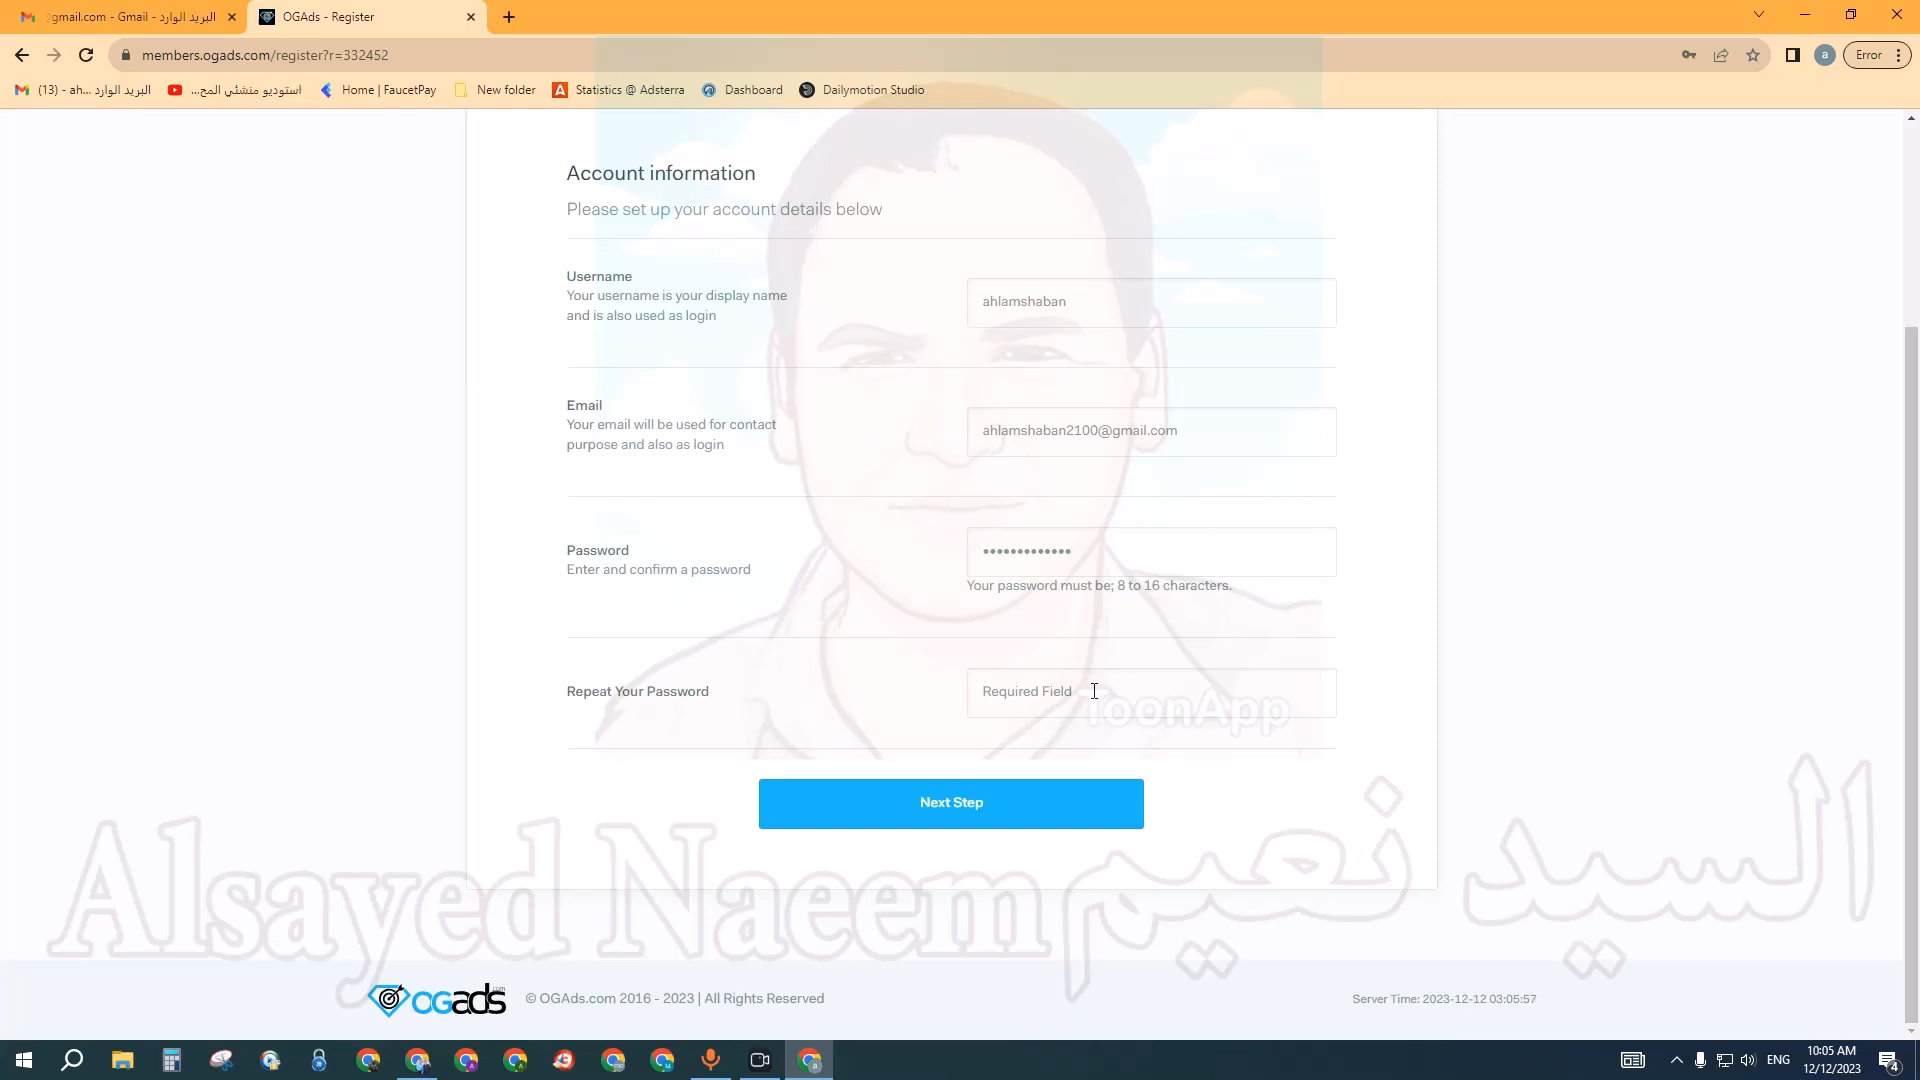 gmail.com - Gmail - البريد الوارد
OGAds - Register
members.ogads.com/register?r=332452
a
Error
(13) - ah... البريد الوارد
استوديو منشئي المح...
Home | FaucetPay
New folder
Statistics @ Adsterra
Dashboard
Dailymotion Studio
Account information
Please set up your account details below
Username
Your username is your display name
and is also used as login
ahlamshaban
Email
Your email will be used for contact
purpose and also as login
ahlamshaban2100@gmail.com
Password
Enter and confirm a password
•••••••••••••
Your password must be; 8 to 16 characters.
Repeat Your Password
Required Field
ToonApp
Next Step
Alsayed Naeem السيد نعيم
OGads.com
© OGAds.com 2016 - 2023 | All Rights Reserved
Server Time: 2023-12-12 03:05:57
ENG
10:05 AM
12/12/2023
4